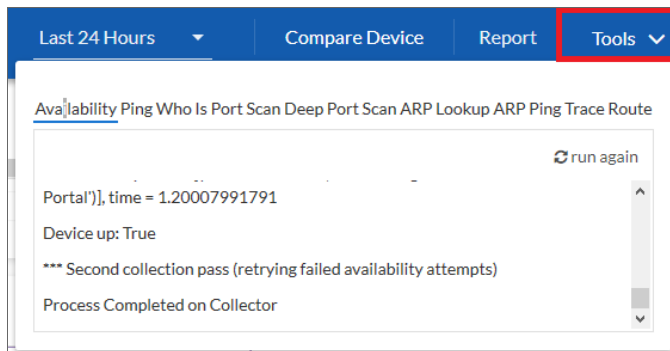 Last 24 Hours Compare Device Report Tools
Availability Ping Who Is Port Scan Deep Port Scan ARP Lookup ARP Ping Trace Route
run again
Portal')], time = 1.20007991791
Device up: True
*** Second collection pass (retrying failed availability attempts)
Process Completed on Collector